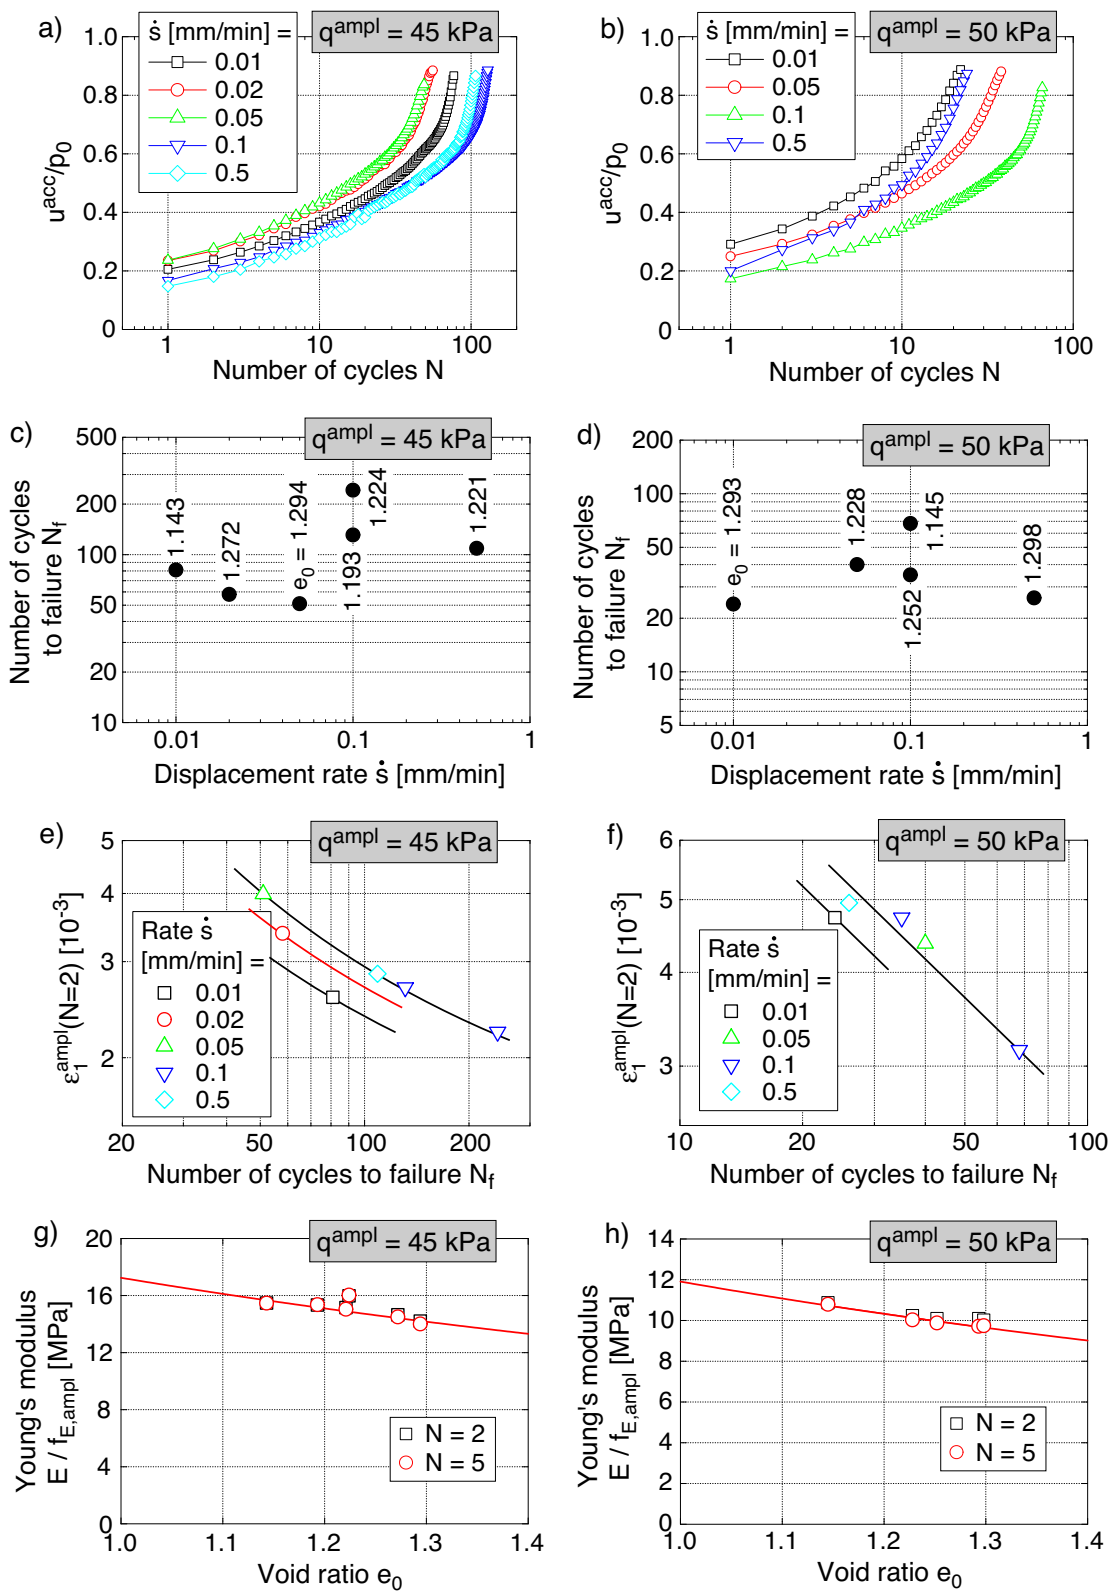 a)
ṡ [mm/min] =
0.01
0.02
0.05
0.1
0.5
q^ampl = 45 kPa
1.0
0.8
0.6
0.4
0.2
0
u^acc/p_0
1
10
100
Number of cycles N
b)
ṡ [mm/min] =
0.01
0.05
0.1
0.5
q^ampl = 50 kPa
1.0
0.8
0.6
0.4
0.2
0
u^acc/p_0
1
10
100
Number of cycles N
c)
q^ampl = 45 kPa
500
200
100
50
20
10
Number of cycles
to failure N_f
1.143
1.272
e_0 = 1.294
1.193
1.224
1.221
0.01
0.1
1
Displacement rate ṡ [mm/min]
d)
q^ampl = 50 kPa
200
100
50
20
10
5
Number of cycles
to failure N_f
e_0 = 1.293
1.228
1.252
1.145
1.298
0.01
0.1
1
Displacement rate ṡ [mm/min]
e)
q^ampl = 45 kPa
5
4
3
2
ε_1^ampl(N=2) [10^-3]
Rate ṡ
[mm/min] =
0.01
0.02
0.05
0.1
0.5
20
50
100
200
Number of cycles to failure N_f
f)
q^ampl = 50 kPa
6
5
4
3
ε_1^ampl(N=2) [10^-3]
Rate ṡ
[mm/min] =
0.01
0.05
0.1
0.5
10
20
50
100
Number of cycles to failure N_f
g)
q^ampl = 45 kPa
20
16
12
8
4
0
Young's modulus
E / f_E,ampl [MPa]
N = 2
N = 5
1.0
1.1
1.2
1.3
1.4
Void ratio e_0
h)
q^ampl = 50 kPa
14
12
10
8
6
4
2
0
Young's modulus
E / f_E,ampl [MPa]
N = 2
N = 5
1.0
1.1
1.2
1.3
1.4
Void ratio e_0